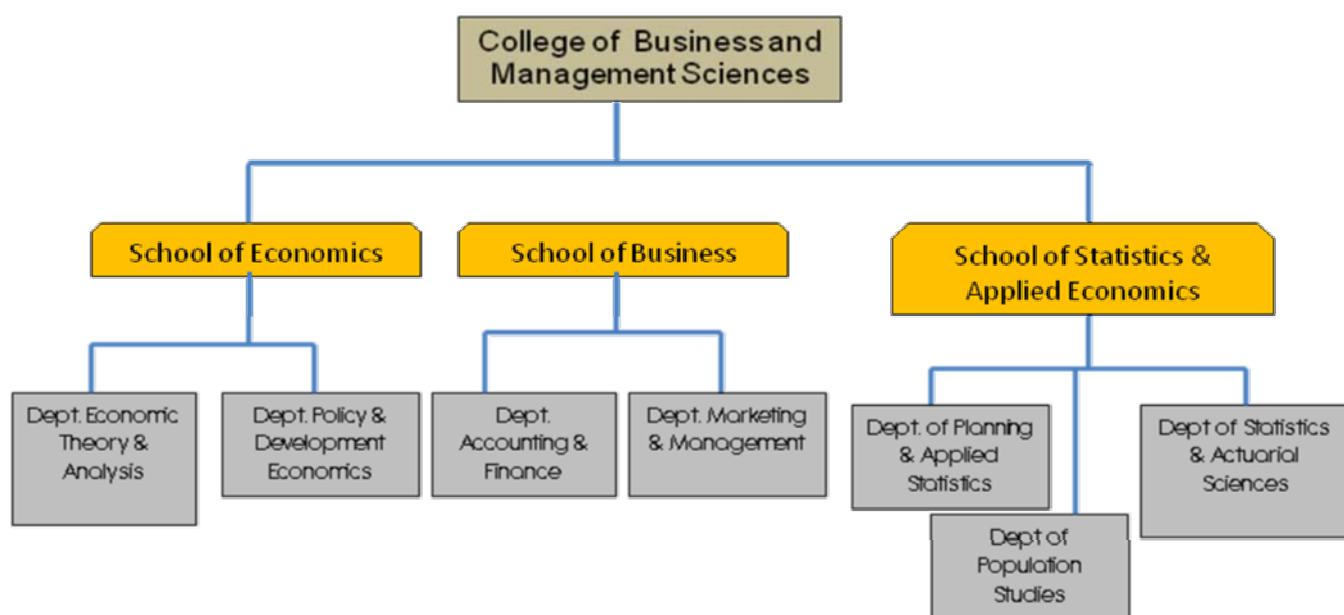 College of Business and
Management Sciences
School of Economics
School of Business
School of Statistics &
Applied Economics
Dept. Economic
Theory &
Analysis
Dept. Policy &
Development
Economics
Dept.
Accounting &
Finance
Dept. Marketing
& Management
Dept. of Planning
& Applied
Statistics
Dept of
Population
Studies
Dept of Statistics
& Actuarial
Sciences